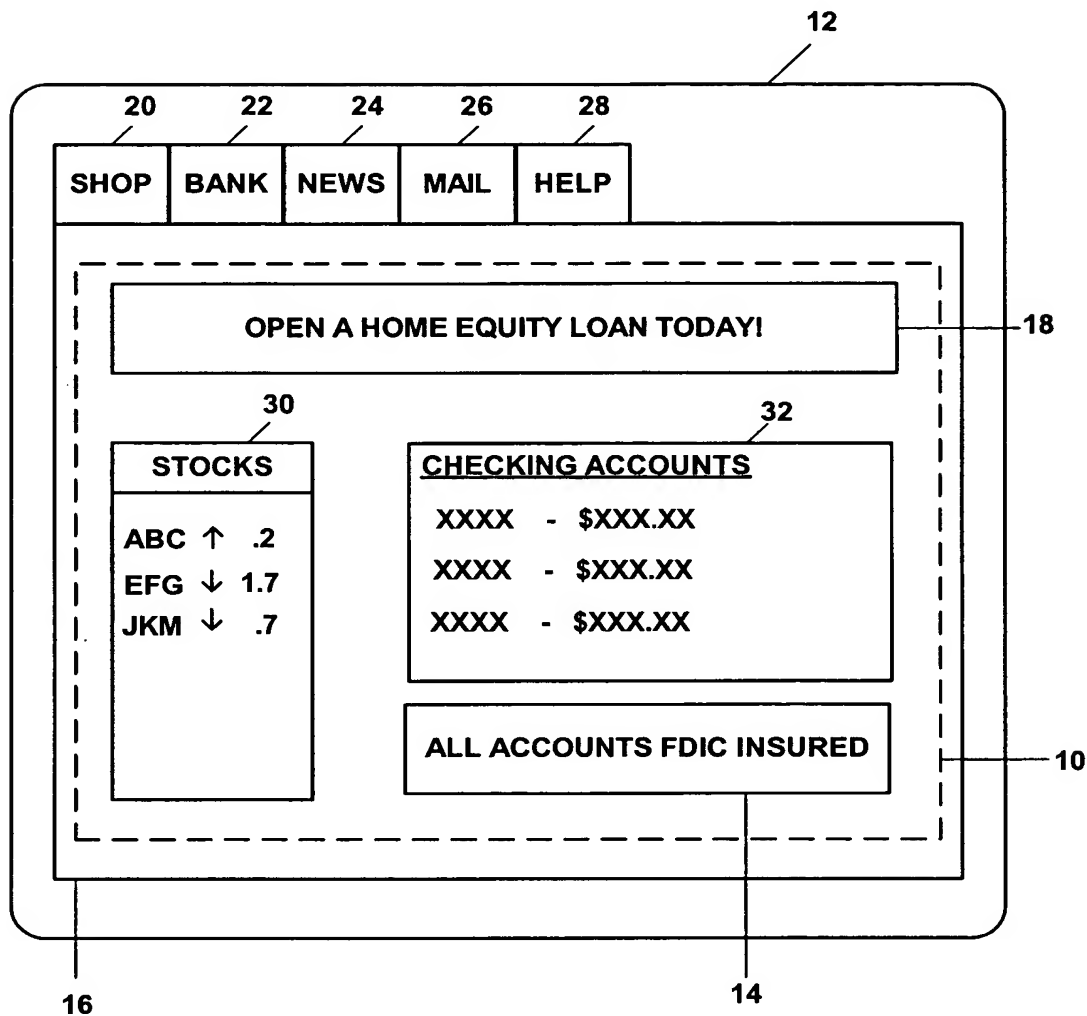 12
20 22 24 26 28
SHOP BANK NEWS MAIL HELP
OPEN A HOME EQUITY LOAN TODAY!
18
30
STOCKS
ABC ↑ .2
EFG ↓ 1.7
JKM ↓ .7
32
CHECKING ACCOUNTS
XXXX - $XXX.XX
XXXX - $XXX.XX
XXXX - $XXX.XX
ALL ACCOUNTS FDIC INSURED
10
16
14